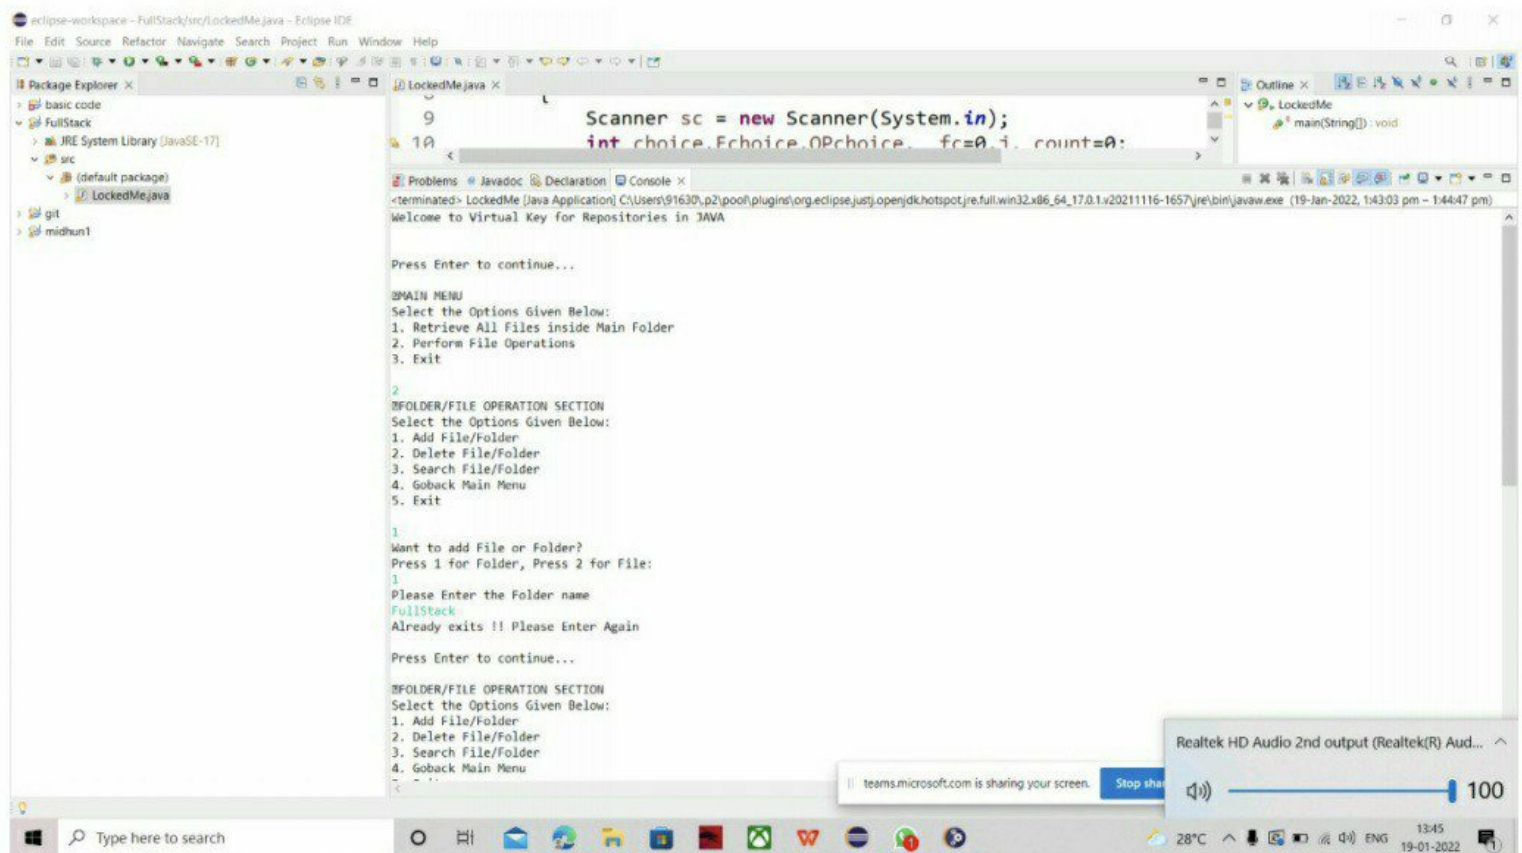 eclipse-workspace - FullStack/src/LockedMe.java - Eclipse IDE
File Edit Source Refactor Navigate Search Project Run Window Help
Package Explorer
basic code
FullStack
JRE System Library [JavaSE-17]
src
(default package)
LockedMe.java
git
midhun1
LockedMe.java
9 Scanner sc = new Scanner(System.in);
10 int choice,Fchoice,OPchoice, fc=0,i, count=0;
Outline
LockedMe
main(String[]) : void
Problems Javadoc Declaration Console
<terminated> LockedMe [Java Application] C:\Users\91630\.p2\pool\plugins\org.eclipse.justj.openjdk.hotspot.jre.full.win32.x86_64_17.0.1.v20211116-1657\jre\bin\javaw.exe (19-Jan-2022, 1:43:03 pm – 1:44:47 pm)
Welcome to Virtual Key for Repositories in JAVA
Press Enter to continue...
MAIN MENU
Select the Options Given Below:
1. Retrieve All Files inside Main Folder
2. Perform File Operations
3. Exit
2
FOLDER/FILE OPERATION SECTION
Select the Options Given Below:
1. Add File/Folder
2. Delete File/Folder
3. Search File/Folder
4. Goback Main Menu
5. Exit
1
Want to add File or Folder?
Press 1 for Folder, Press 2 for File:
1
Please Enter the Folder name
FullStack
Already exits !! Please Enter Again
Press Enter to continue...
FOLDER/FILE OPERATION SECTION
Select the Options Given Below:
1. Add File/Folder
2. Delete File/Folder
3. Search File/Folder
4. Goback Main Menu
teams.microsoft.com is sharing your screen.
Stop sha
Realtek HD Audio 2nd output (Realtek(R) Aud...
100
Type here to search
28°C
ENG
13:45
19-01-2022